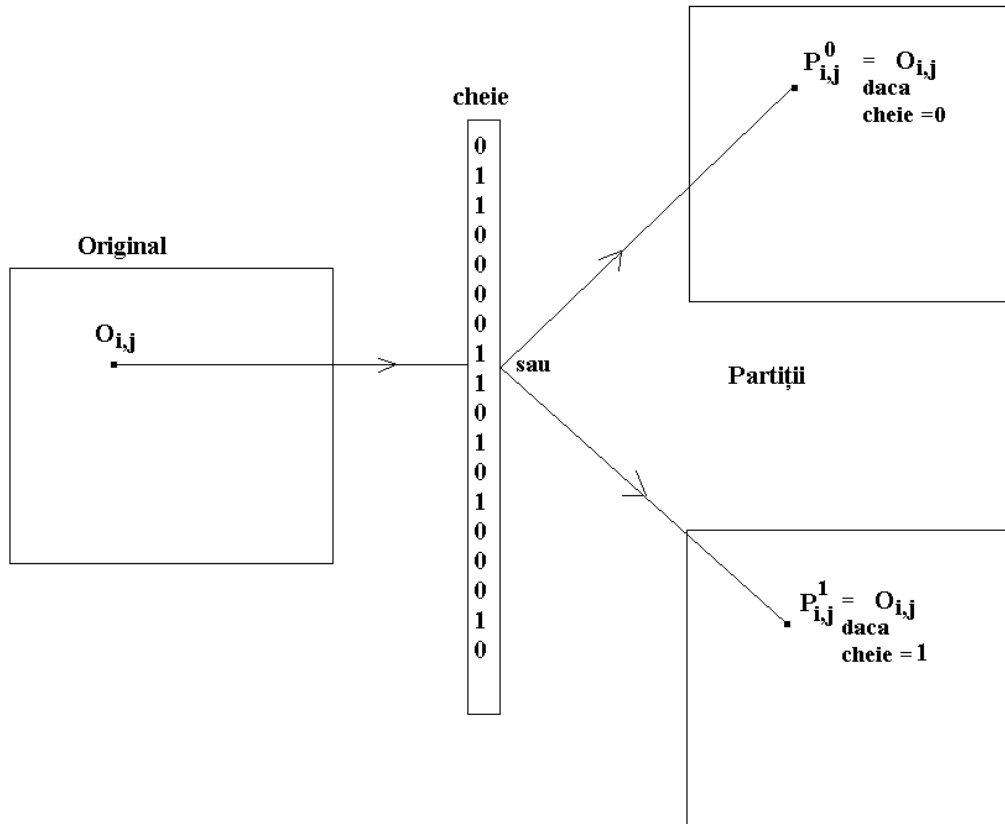 cheie
0
1
1
0
0
0
0
1
1
0
1
0
1
0
0
0
1
0
Original
O i,j
sau
P 0 i,j = O i,j
daca
cheie =0
Partiții
P 1 i,j = O i,j
daca
cheie =1